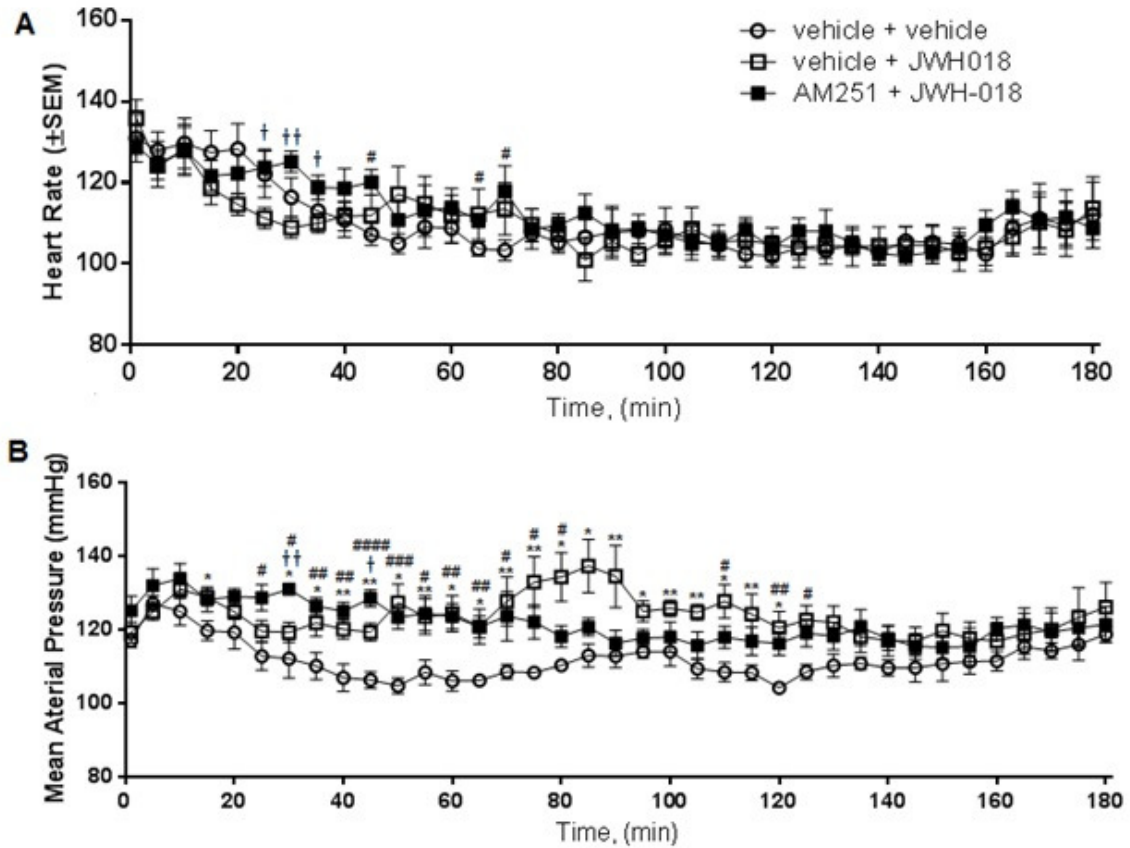 A
160
140
120
100
80
Heart Rate (±SEM)
vehicle + vehicle
vehicle + JWH018
AM251 + JWH-018
† †† † # # #
0 20 40 60 80 100 120 140 160 180
Time, (min)
B
160
140
120
100
80
Mean Aterial Pressure (mmHg)
* # # †† * ## * ## ** #### † ** ### * # ** ## * ## * # ** # ** # * * ** * ** ** # * ** ## * #
0 20 40 60 80 100 120 140 160 180
Time, (min)